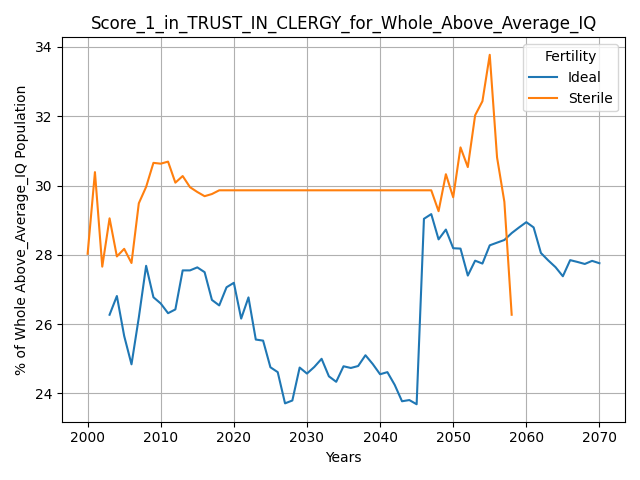 Score_1_in_TRUST_IN_CLERGY_for_Whole_Above_Average_IQ
% of Whole Above_Average_IQ Population
34
32
30
28
26
24
Fertility
Ideal
Sterile
2000 2010 2020 2030 2040 2050 2060 2070
Years